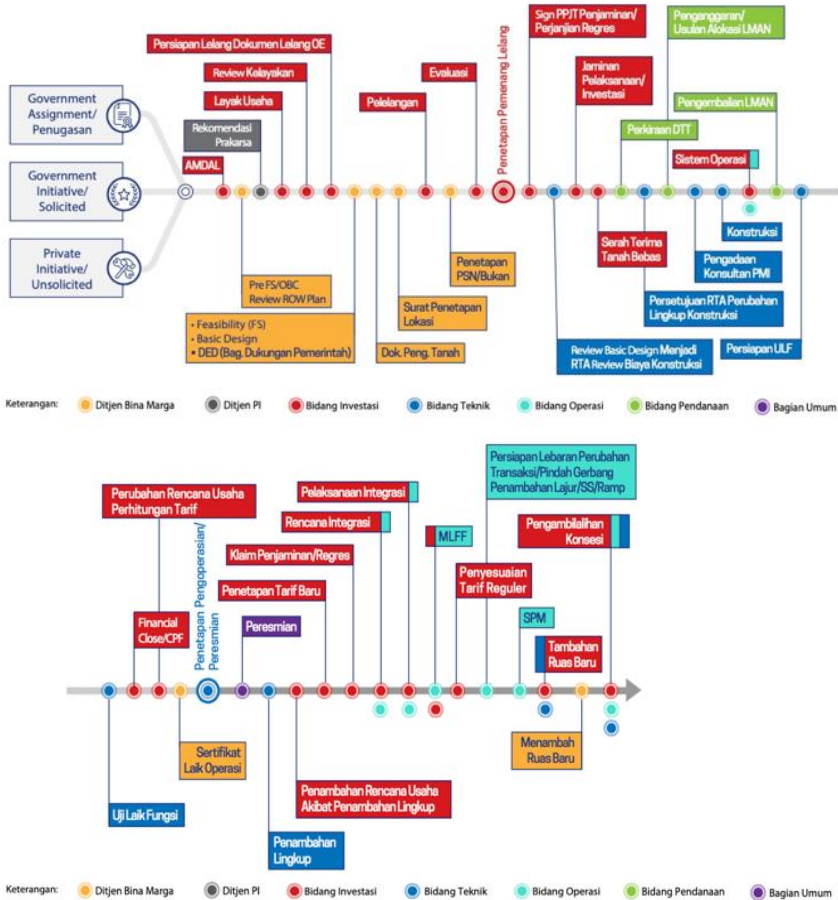 Sign PPJT Penjaminan/
Perjanjian Regres
Penganggaran/
Usulan Alokasi LMAN
Persiapan Lelang Dokumen Lelang OE
Review Kelayakan
Evaluasi
Penetapan Pemenang Lelang
Jaminan
Pelaksanaan/
Investasi
Government
Assignment/
Penugasan
Layak Usaha
Pelelangan
Pengembalian LMAN
Rekomendasi
Prakarsa
Perkiraan DTT
AMDAL
Sistem Operasi
Government
Initiative/
Solicited
Private
Initiative/
Unsolicited
Pre FS/OBC
Review ROW Plan
• Feasibility (FS)
• Basic Design
• DED (Bag. Dukungan Pemerintah)
Dok. Peng. Tanah
Surat Penetapan
Lokasi
Penetapan
PSN/Bukan
Serah Terima
Tanah Bebas
Konstruksi
Pengadaan
Konsultan PMI
Persetujuan RTA Perubahan
Lingkup Konstruksi
Review Basic Design Menjadi
RTA Review Biaya Konstruksi
Persiapan ULF
Keterangan: Ditjen Bina Marga Ditjen PI Bidang Investasi Bidang Teknik Bidang Operasi Bidang Pendanaan Bagian Umum
Persiapan Lebaran Perubahan
Transaksi/Pindah Gerbang
Penambahan Lajur/SS/Ramp
Perubahan Rencana Usaha
Perhitungan Tarif
Pelaksanaan Integrasi
Rencana Integrasi
MLFF
Pengambilalihan
Konsesi
Klaim Penjaminan/Regres
Penyesuaian
Tarif Reguler
Penetapan Tarif Baru
Financial
Close/CPF
Penetapan Pengoperasian/
Peresmian
Peresmian
SPM
Tambahan
Ruas Baru
Sertifikat
Laik Operasi
Menambah
Ruas Baru
Uji Laik Fungsi
Penambahan Rencana Usaha
Akibat Penambahan Lingkup
Penambahan
Lingkup
Keterangan: Ditjen Bina Marga Ditjen PI Bidang Investasi Bidang Teknik Bidang Operasi Bidang Pendanaan Bagian Umum